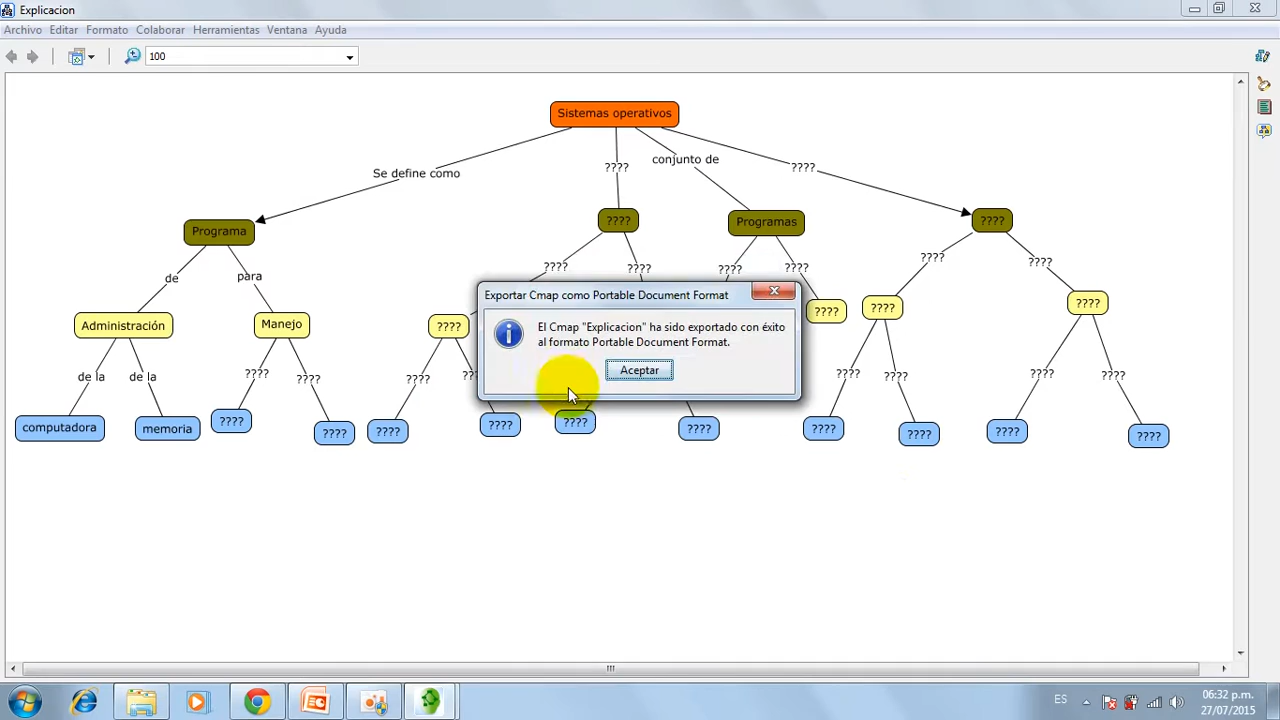 Explicacion
Archivo Editar Formato Colaborar Herramientas Ventana Ayuda
100
Sistemas operativos
Se define como
????
conjunto de
????
Programa
????
Programas
????
de
para
????
????
????
????
????
????
Administración
Manejo
????
????
????
????
Exportar Cmap como Portable Document Format
El Cmap "Explicacion" ha sido exportado con éxito
al formato Portable Document Format.
Aceptar
de la
de la
????
????
????
????
????
????
????
computadora
memoria
????
????
????
????
????
????
????
????
????
????
ES
06:32 p.m.
27/07/2015